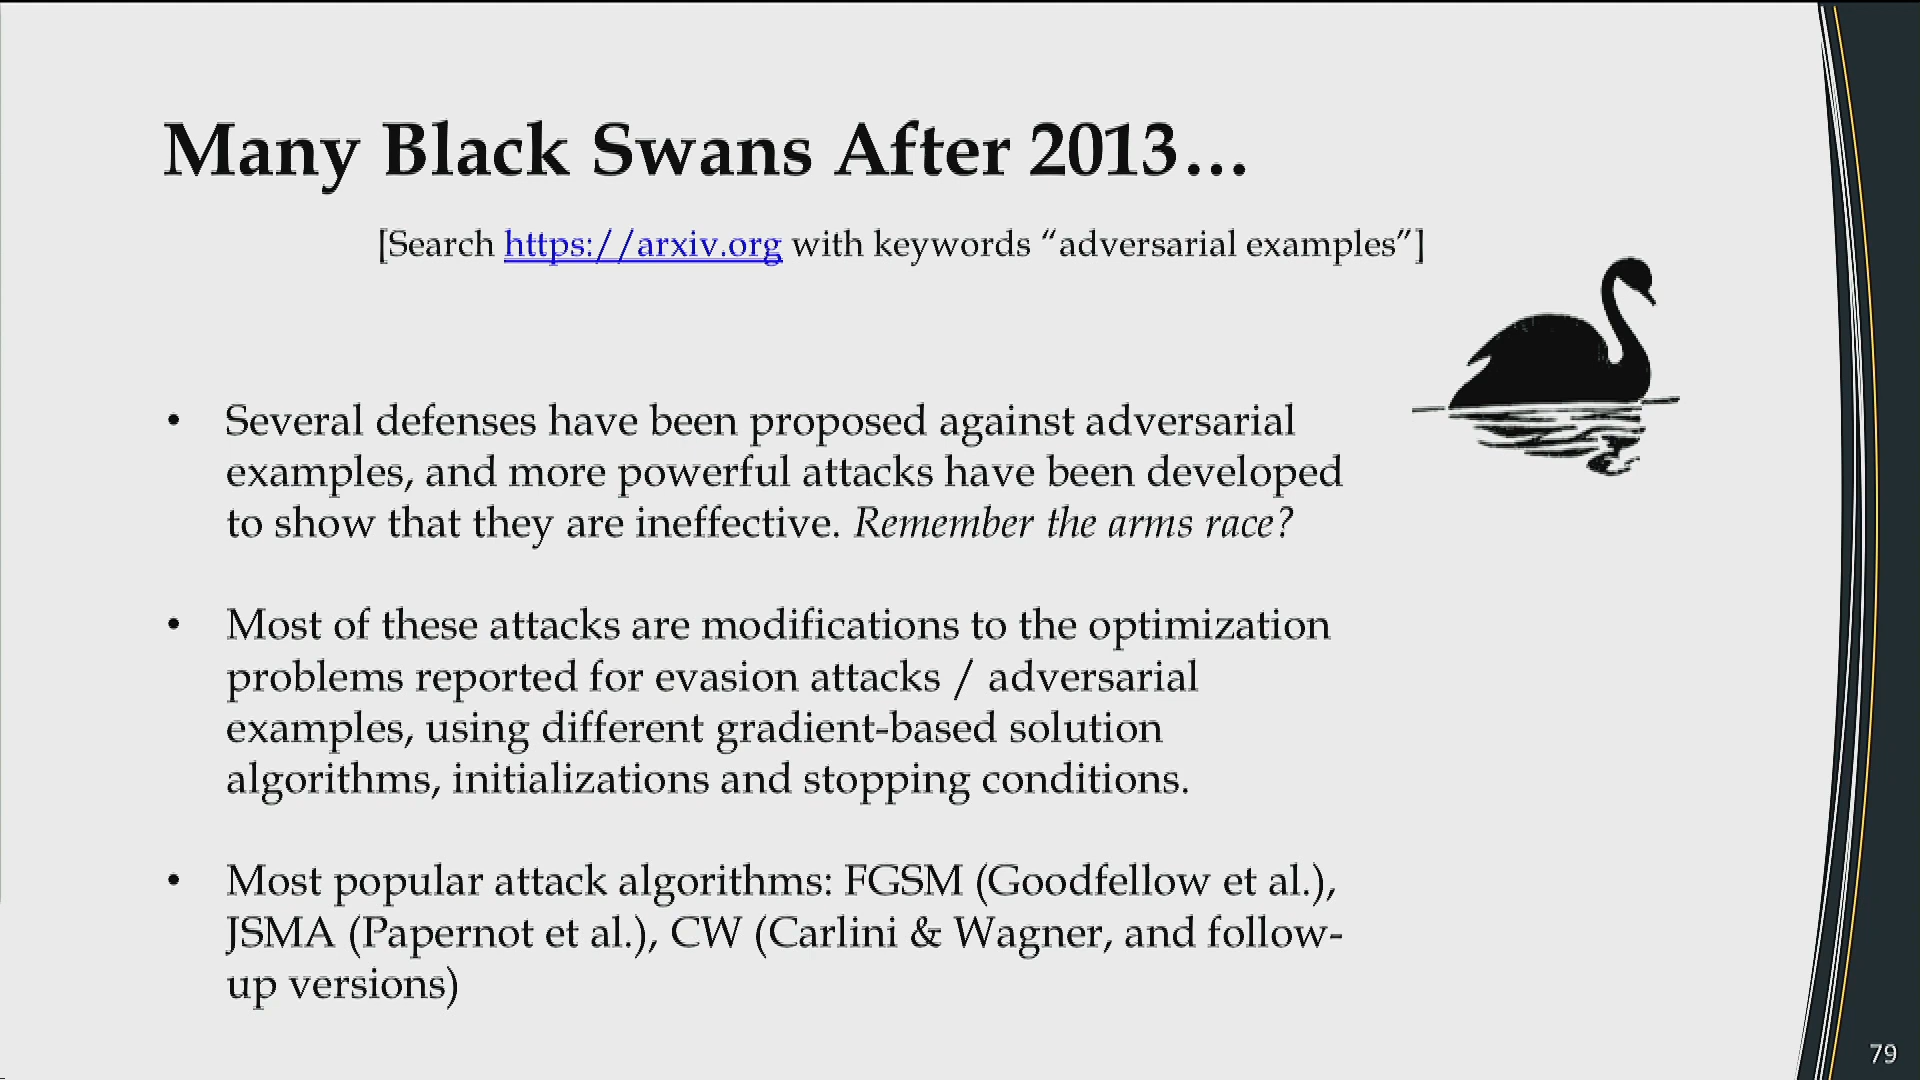 Many Black Swans After 2013…
[Search https://arxiv.org with keywords “adversarial examples”]
• Several defenses have been proposed against adversarial
examples, and more powerful attacks have been developed
to show that they are ineffective. Remember the arms race?
• Most of these attacks are modifications to the optimization
problems reported for evasion attacks / adversarial
examples, using different gradient-based solution
algorithms, initializations and stopping conditions.
• Most popular attack algorithms: FGSM (Goodfellow et al.),
JSMA (Papernot et al.), CW (Carlini & Wagner, and follow-
up versions)
79